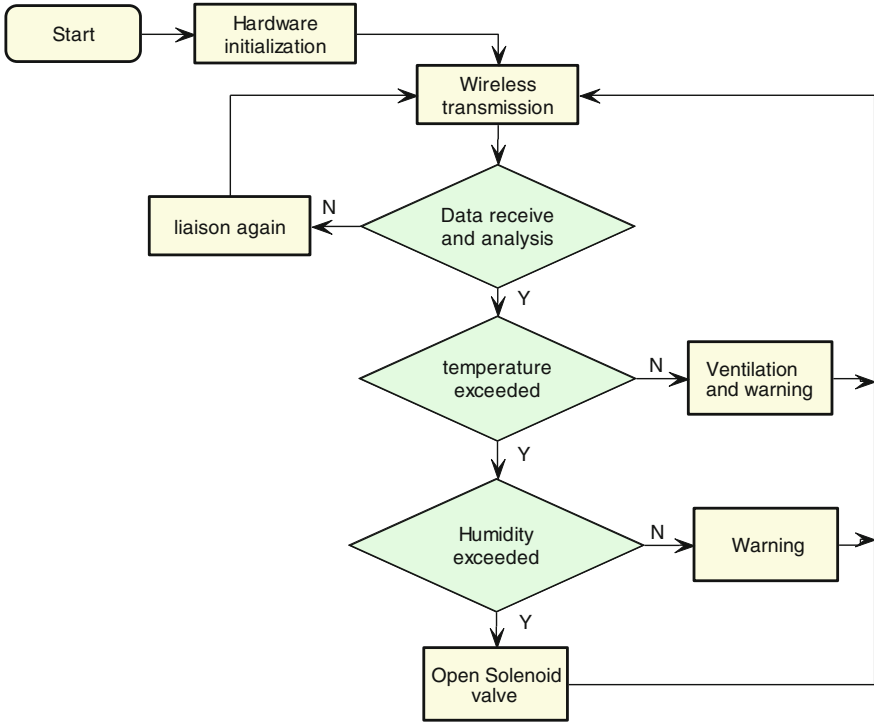 Start
Hardware
initialization
Wireless
transmission
Data receive
and analysis
N
liaison again
Y
temperature
exceeded
N
Ventilation
and warning
Y
Humidity
exceeded
N
Warning
Y
Open Solenoid
valve